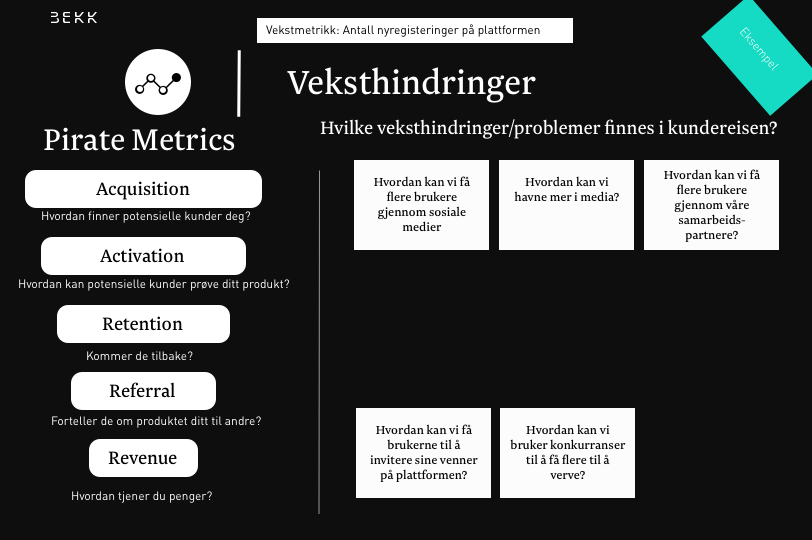 BEKK
Vekstmetrikk: Antall nyregisteringer på plattformen
Eksempel
Veksthindringer
Pirate Metrics
Hvilke veksthindringer/problemer finnes i kundereisen?
Acquisition
Hvordan finner potensielle kunder deg?
Activation
Hvordan kan potensielle kunder prøve ditt produkt?
Retention
Kommer de tilbake?
Referral
Forteller de om produktet ditt til andre?
Revenue
Hvordan tjener du penger?
Hvordan kan vi få
flere brukere
gjennom sosiale
medier
Hvordan kan vi
havne mer i media?
Hvordan kan vi få
flere brukere
gjennom våre
samarbeids-
partnere?
Hvordan kan vi få
brukerne til å
invitere sine venner
på plattformen?
Hvordan kan vi
bruker konkurranser
til å få flere til å
verve?